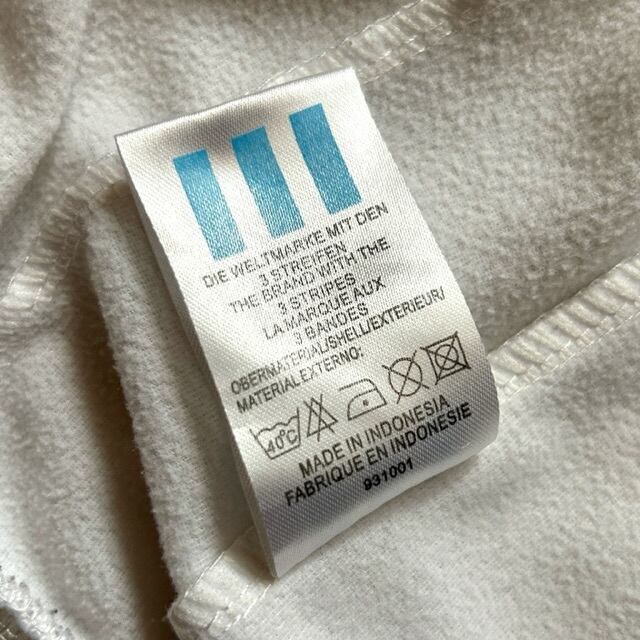 DIE WELTMARKE MIT DEN
3 STREIFEN
THE BRAND WITH THE
3 STRIPES
LA MARQUE AUX
3 BANDES
OBERMATERIAL/SHELL/EXTERIEUR/
MATERIAL EXTERNO:
40°C
MADE IN INDONESIA
FABRIQUE EN INDONESIE
931001